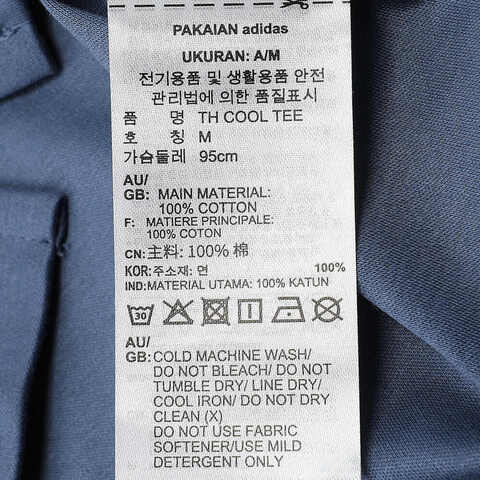 PAKAIAN adidas
UKURAN: A/M
전기용품 및 생활용품 안전
관리법에 의한 품질표시
품 명 TH COOL TEE
호 칭 M
가슴둘레 95cm
AU/
GB: MAIN MATERIAL:
100% COTTON
F: MATIERE PRINCIPALE:
100% COTON
CN: 主料: 100% 棉
KOR: 주소재: 면 100%
IND: MATERIAL UTAMA: 100% KATUN
30
AU/
GB: COLD MACHINE WASH/
DO NOT BLEACH/ DO NOT
TUMBLE DRY/ LINE DRY/
COOL IRON/ DO NOT DRY
CLEAN (X)
DO NOT USE FABRIC
SOFTENER/USE MILD
DETERGENT ONLY